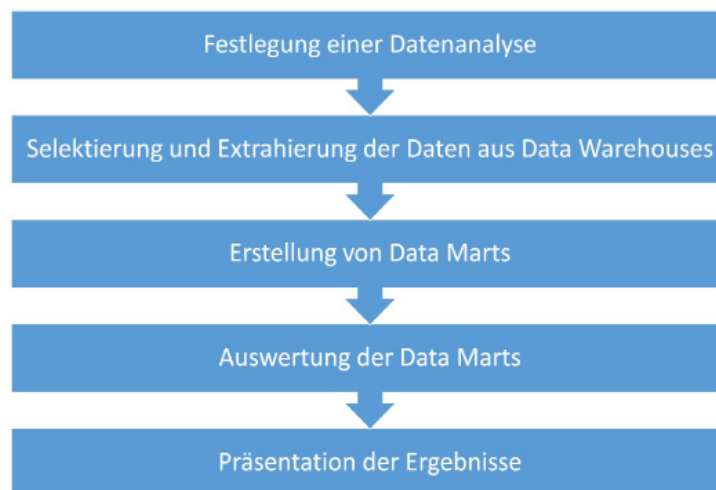 Festlegung einer Datenanalyse
Selektierung und Extrahierung der Daten aus Data Warehouses
Erstellung von Data Marts
Auswertung der Data Marts
Präsentation der Ergebnisse